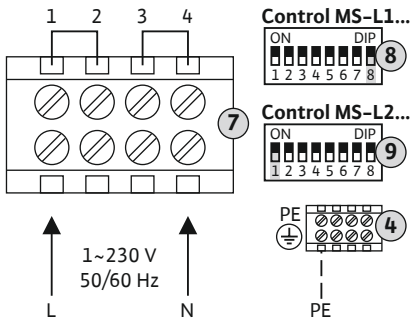 1 2 3 4
7
1~230 V
50/60 Hz
L N
Control MS-L1...
ON DIP
1 2 3 4 5 6 7 8
8
Control MS-L2...
ON DIP
1 2 3 4 5 6 7 8
9
PE
4
PE